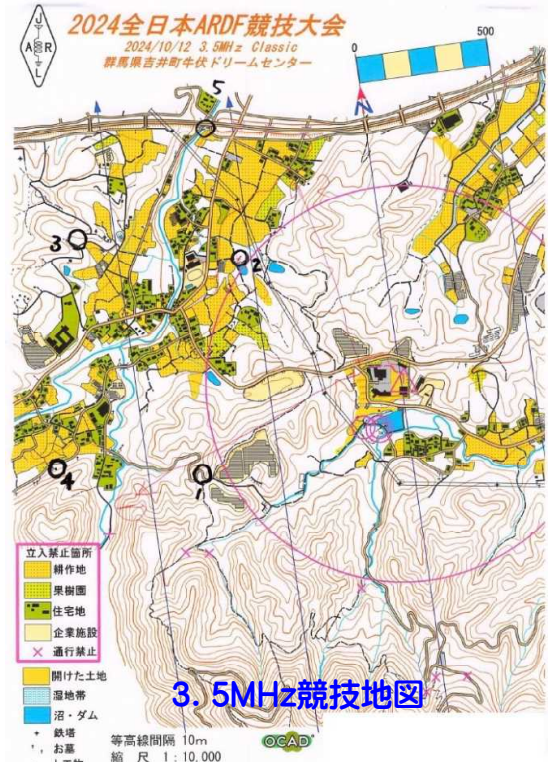 J
A R
L
2024全日本ARDF競技大会
2024/10/12 3.5MHz Classic
群馬県吉井町牛伏ドリームセンター
0 500
N
5
3
2
4
1
立入禁止箇所
耕作地
果樹園
住宅地
企業施設
通行禁止
開けた土地
湿地帯
沼・ダム
鉄塔
お墓
3.5MHz競技地図
等高線間隔 10m
縮 尺 1:10,000
OCAD